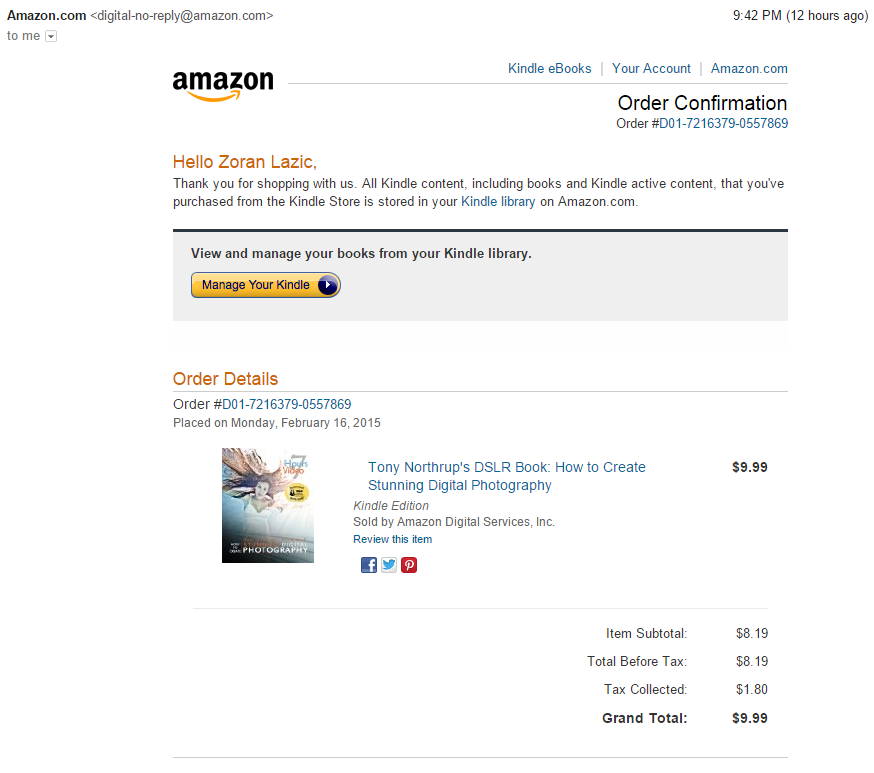 Amazon.com <digital-no-reply@amazon.com> 9:42 PM (12 hours ago)
to me
amazon
Kindle eBooks | Your Account | Amazon.com
Order Confirmation
Order #D01-7216379-0557869
Hello Zoran Lazic,
Thank you for shopping with us. All Kindle content, including books and Kindle active content, that you've
purchased from the Kindle Store is stored in your Kindle library on Amazon.com.
View and manage your books from your Kindle library.
Manage Your Kindle
Order Details
Order #D01-7216379-0557869
Placed on Monday, February 16, 2015
7
Hours
Video
PHOTOGRAPHY
Tony Northrup's DSLR Book: How to Create $9.99
Stunning Digital Photography
Kindle Edition
Sold by Amazon Digital Services, Inc.
Review this item
Item Subtotal: $8.19
Total Before Tax: $8.19
Tax Collected: $1.80
Grand Total: $9.99